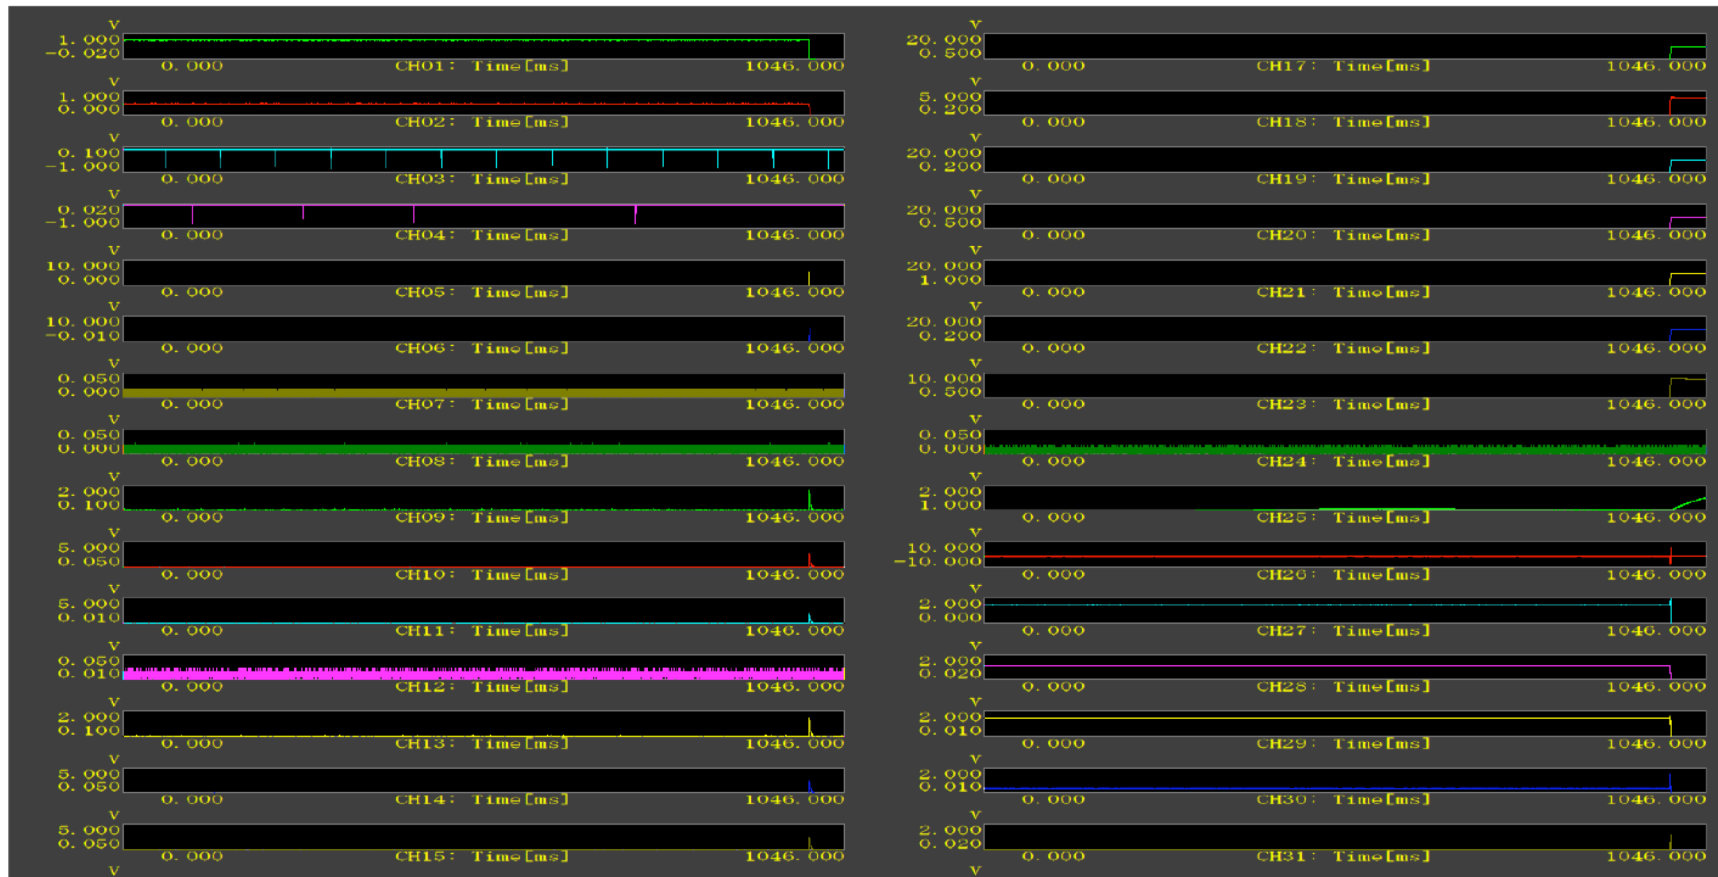 V
1.000
-0.020
0.000 CH01: Time[ms] 1046.000
V
1.000
0.000
0.000 CH02: Time[ms] 1046.000
V
0.100
-1.000
0.000 CH03: Time[ms] 1046.000
V
0.020
-1.000
0.000 CH04: Time[ms] 1046.000
V
10.000
0.000
0.000 CH05: Time[ms] 1046.000
V
10.000
-0.010
0.000 CH06: Time[ms] 1046.000
V
0.050
0.000
0.000 CH07: Time[ms] 1046.000
V
0.050
0.000
0.000 CH08: Time[ms] 1046.000
V
2.000
0.100
0.000 CH09: Time[ms] 1046.000
V
5.000
0.050
0.000 CH10: Time[ms] 1046.000
V
5.000
0.010
0.000 CH11: Time[ms] 1046.000
V
0.050
0.010
0.000 CH12: Time[ms] 1046.000
V
2.000
0.100
0.000 CH13: Time[ms] 1046.000
V
5.000
0.050
0.000 CH14: Time[ms] 1046.000
V
5.000
0.050
0.000 CH15: Time[ms] 1046.000
V
V
20.000
0.500
0.000 CH17: Time[ms] 1046.000
V
5.000
0.200
0.000 CH18: Time[ms] 1046.000
V
20.000
0.200
0.000 CH19: Time[ms] 1046.000
V
20.000
0.500
0.000 CH20: Time[ms] 1046.000
V
20.000
1.000
0.000 CH21: Time[ms] 1046.000
V
20.000
0.200
0.000 CH22: Time[ms] 1046.000
V
10.000
0.500
0.000 CH23: Time[ms] 1046.000
V
0.050
0.000
0.000 CH24: Time[ms] 1046.000
V
2.000
1.000
0.000 CH25: Time[ms] 1046.000
V
10.000
-10.000
0.000 CH26: Time[ms] 1046.000
V
2.000
0.000
0.000 CH27: Time[ms] 1046.000
V
2.000
0.020
0.000 CH28: Time[ms] 1046.000
V
2.000
0.010
0.000 CH29: Time[ms] 1046.000
V
2.000
0.010
0.000 CH30: Time[ms] 1046.000
V
2.000
0.020
0.000 CH31: Time[ms] 1046.000
V